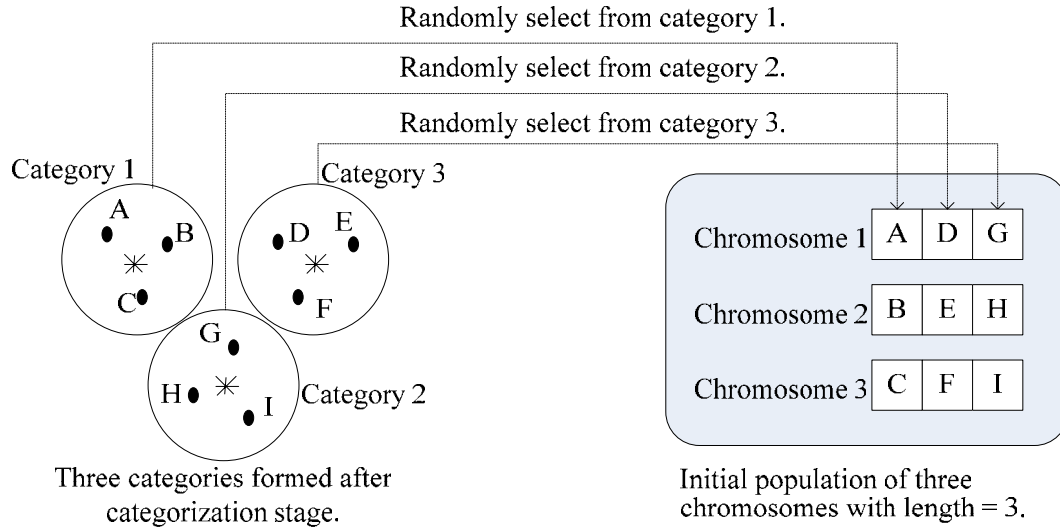 Randomly select from category 1.
Randomly select from category 2.
Randomly select from category 3.
Category 1
Category 3
A
B
C
D
E
F
G
H
I
Category 2
Three categories formed after
categorization stage.
Chromosome 1 A D G
Chromosome 2 B E H
Chromosome 3 C F I
Initial population of three
chromosomes with length = 3.